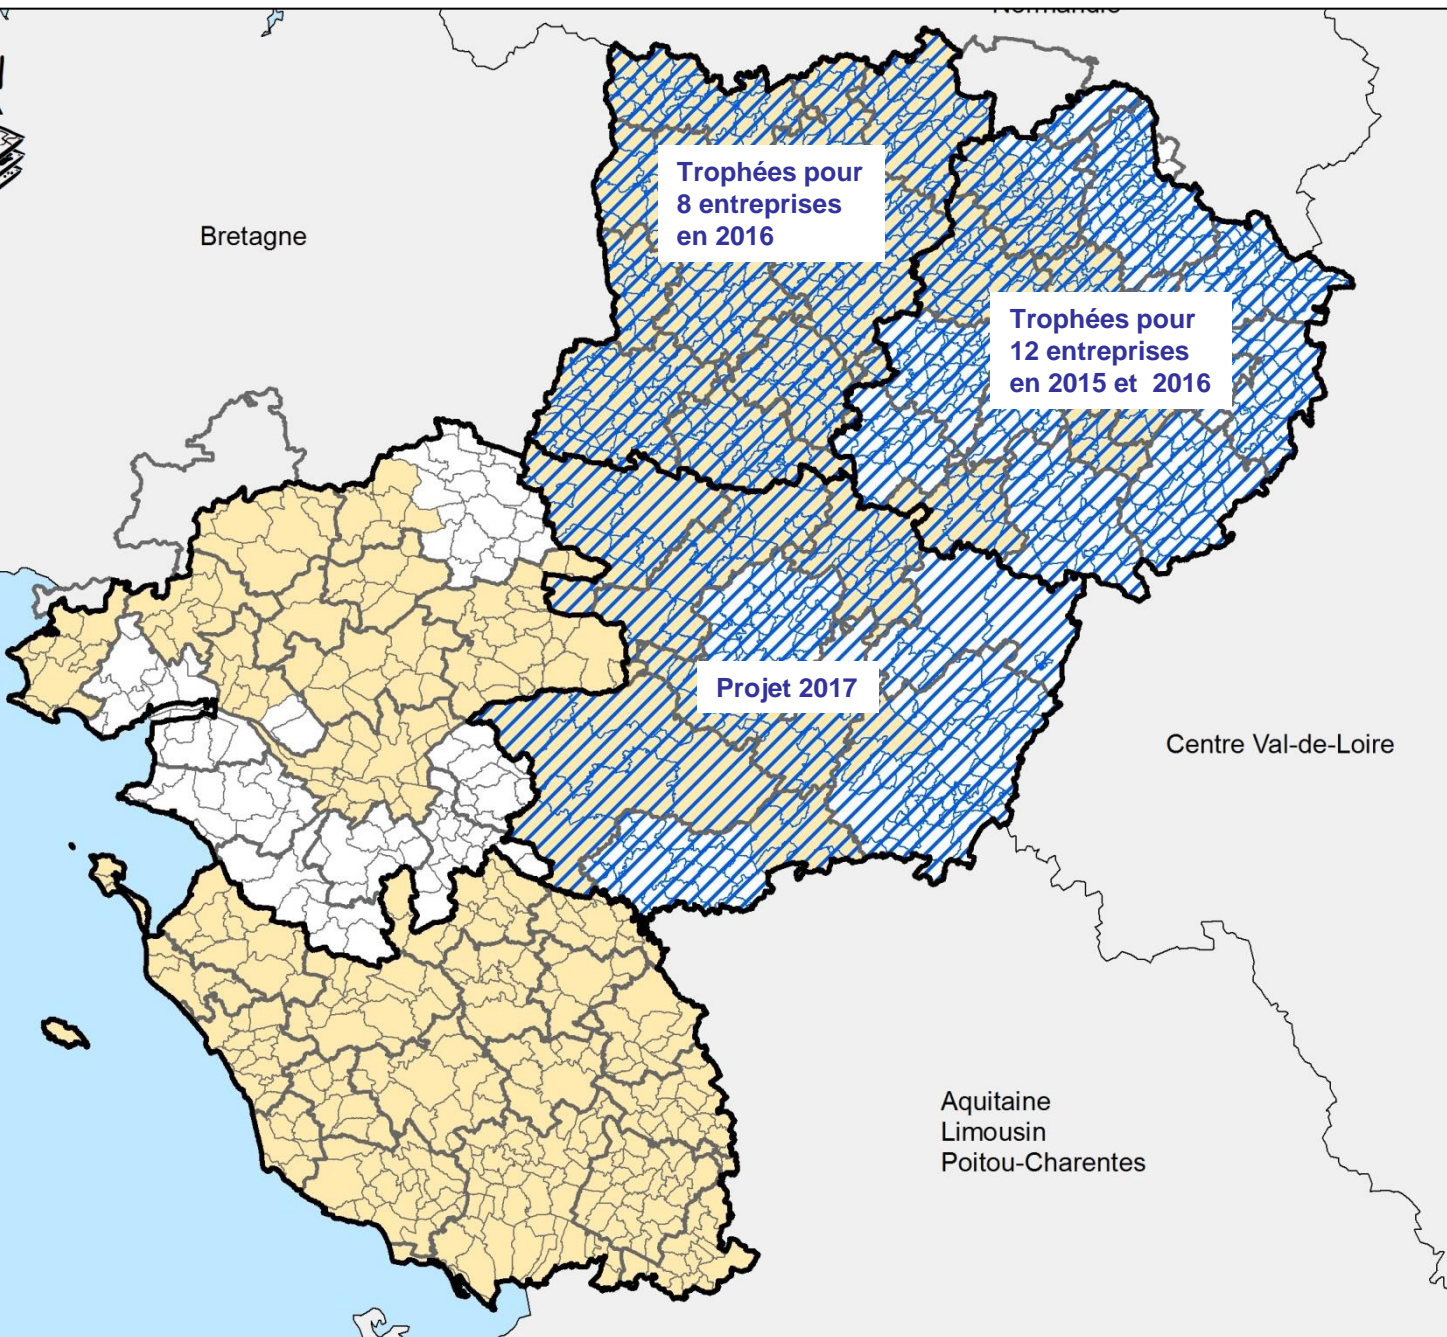 Bretagne
Trophées pour
8 entreprises
en 2016
Trophées pour
12 entreprises
en 2015 et 2016
Projet 2017
Centre Val-de-Loire
Aquitaine
Limousin
Poitou-Charentes